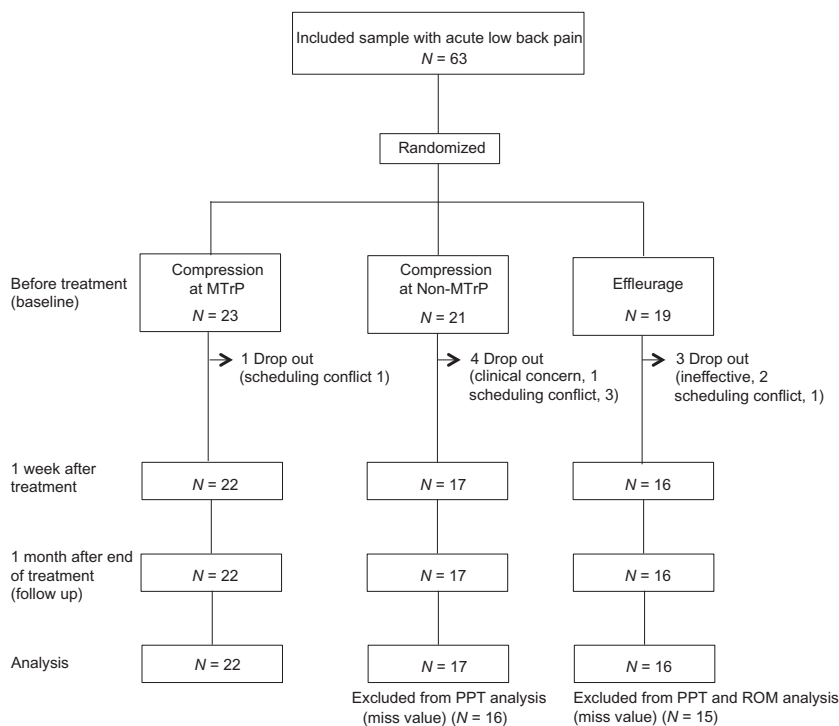 Included sample with acute low back pain
N = 63
Randomized
Before treatment
(baseline)
Compression
at MTrP
N = 23
Compression
at Non-MTrP
N = 21
Effleurage
N = 19
1 Drop out
(scheduling conflict 1)
4 Drop out
(clinical concern, 1
scheduling conflict, 3)
3 Drop out
(ineffective, 2
scheduling conflict, 1)
1 week after
treatment
N = 22
N = 17
N = 16
1 month after end
of treatment
(follow up)
N = 22
N = 17
N = 16
Analysis
N = 22
N = 17
N = 16
Excluded from PPT analysis
(miss value) (N = 16)
Excluded from PPT and ROM analysis
(miss value) (N = 15)